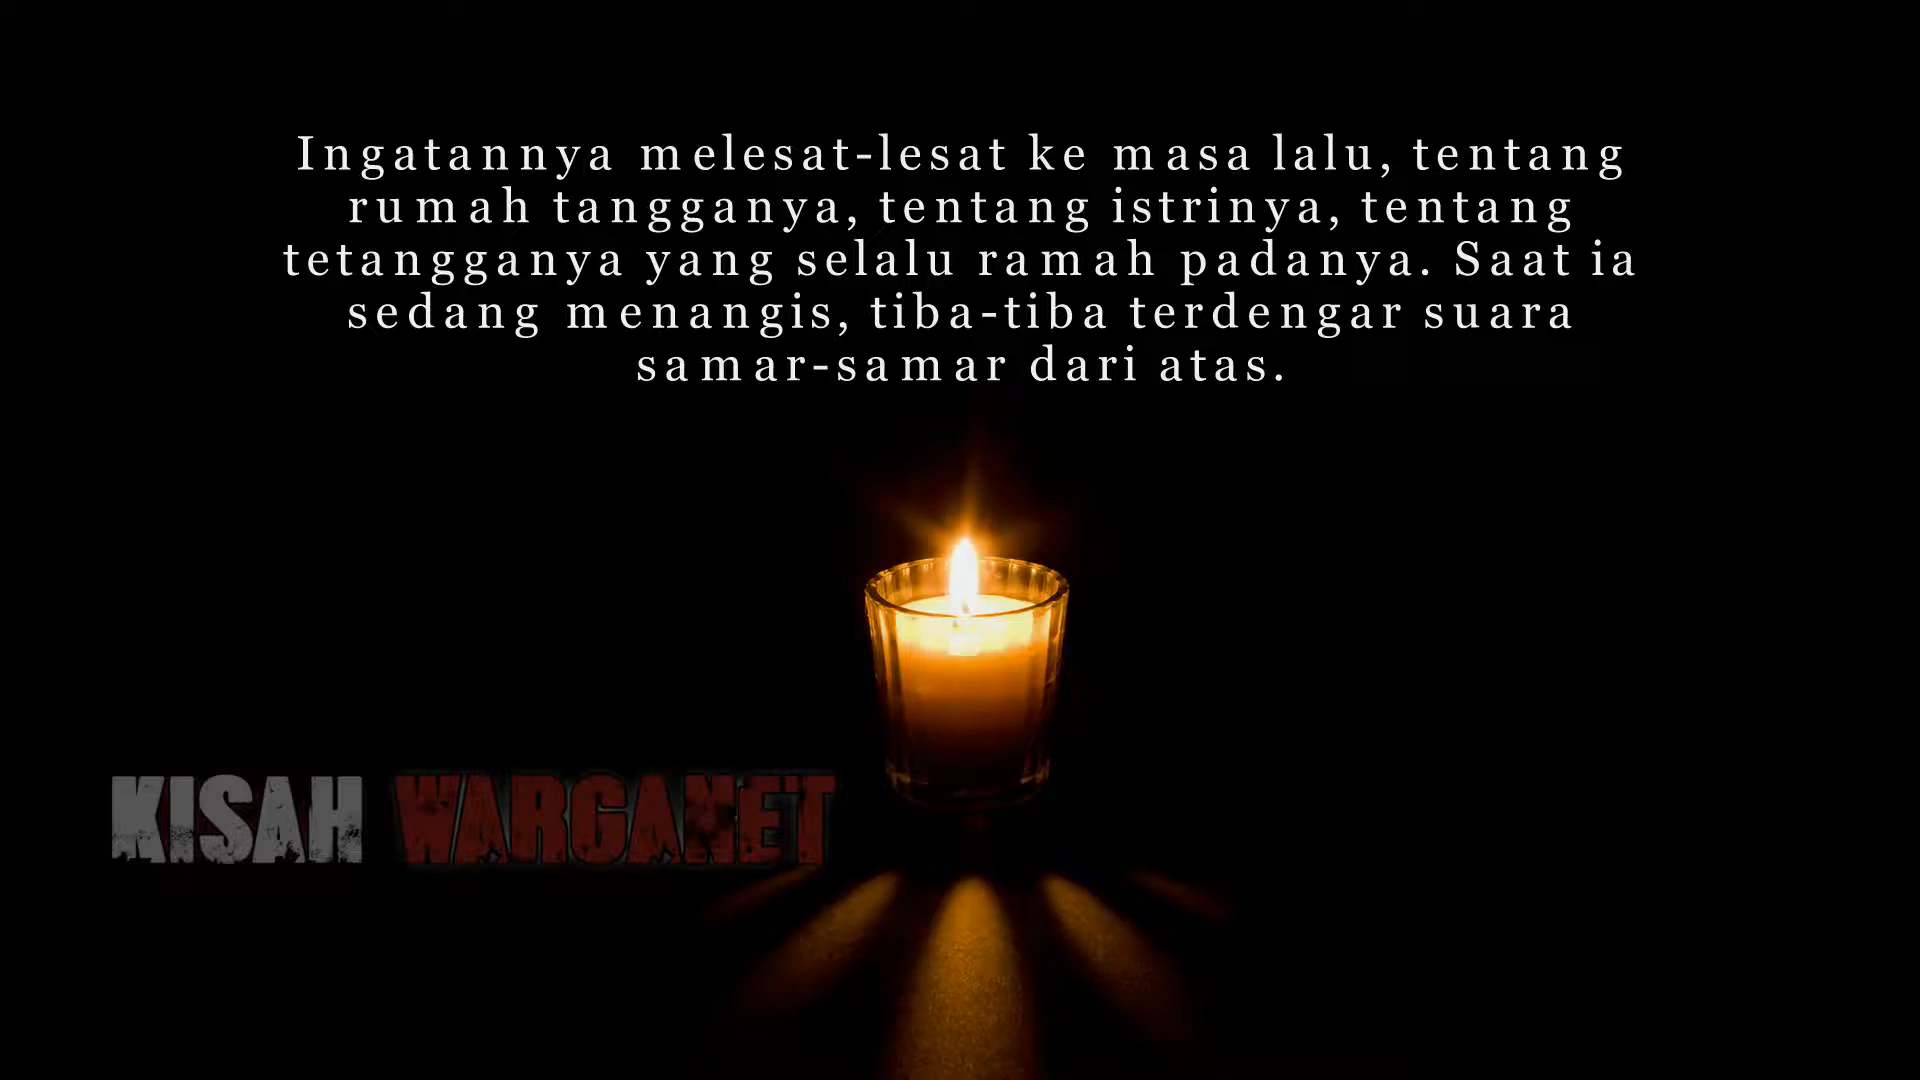 Ingatannya melesat-lesat ke masa lalu, tentang
rumah tangganya, tentang istrinya, tentang
tetangganya yang selalu ramah padanya. Saat ia
sedang menangis, tiba-tiba terdengar suara
samar-samar dari atas.
KISAH WARGANET